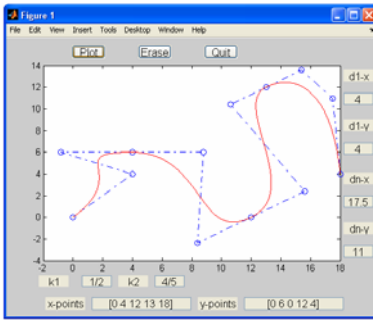 Figure 1
File Edit View Insert Tools Desktop Window Help
Plot Erase Quit
14
12
10
8
6
4
2
0
-2
-4
-2 0 2 4 6 8 10 12 14 16 18
d1-x
4
d1-y
4
dn-x
17.5
dn-y
11
k1 1/2 k2 4/5
x-points [0 4 12 13 18] y-points [0 6 0 12 4]